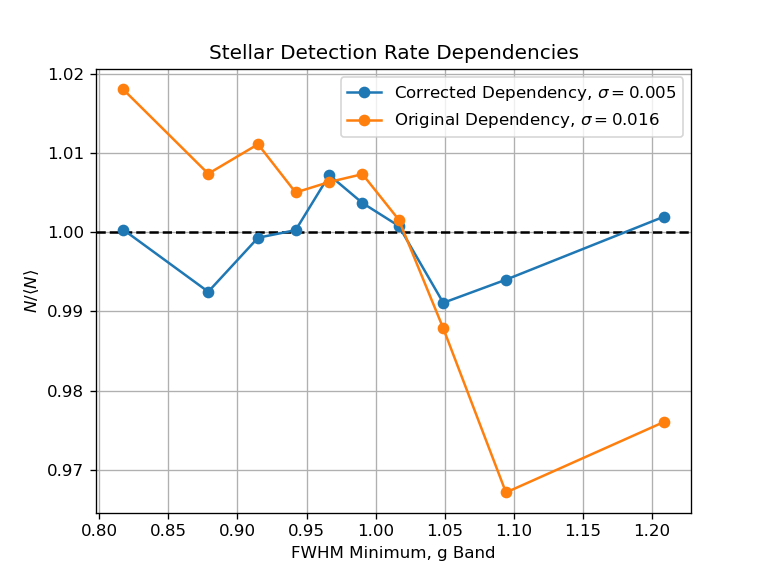 Stellar Detection Rate Dependencies
Corrected Dependency, σ = 0.005
Original Dependency, σ = 0.016
1.02
1.01
1.00
0.99
0.98
0.97
N/⟨N⟩
0.80 0.85 0.90 0.95 1.00 1.05 1.10 1.15 1.20
FWHM Minimum, g Band